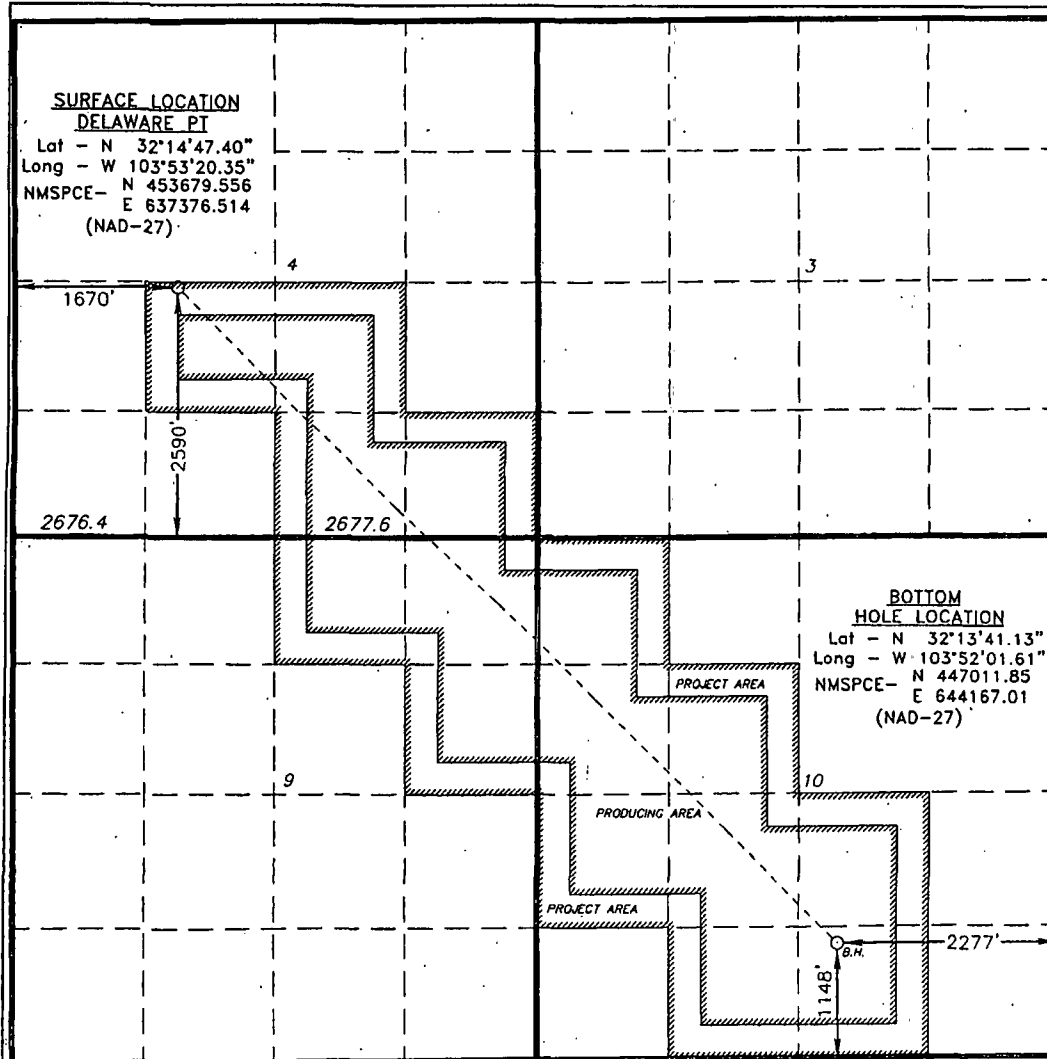 SURFACE LOCATION
DELAWARE PT
Lat - N 32°14'47.40"
Long - W 103°53'20.35"
NMSPCE- N 453679.556
E 637376.514
(NAD-27)
4
3
1670'
2590'
2676.4
2677.6
BOTTOM
HOLE LOCATION
Lat - N 32°13'41.13"
Long - W 103°52'01.61"
NMSPCE- N 447011.85
E 644167.01
(NAD-27)
PROJECT AREA
9
10
PRODUCING AREA
PROJECT AREA
B.H.
2277'
1148'